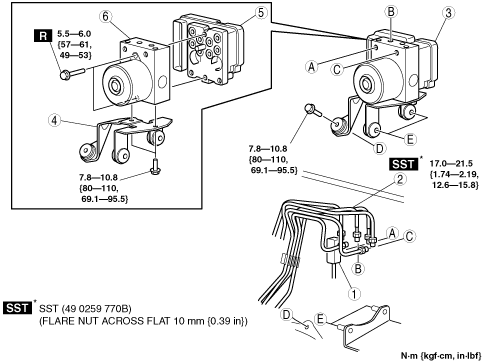 6
5
B
3
R 5.5—6.0
{57—61,
49—53}
A
C
4
E
D
7.8—10.8
{80—110,
69.1—95.5}
7.8—10.8
{80—110,
69.1—95.5}
SST* 17.0—21.5
{1.74—2.19,
12.6—15.8}
2
A
C
B
1
D
E
SST* SST (49 0259 770B)
(FLARE NUT ACROSS FLAT 10 mm {0.39 in})
N·m {kgf·cm, in·lbf}